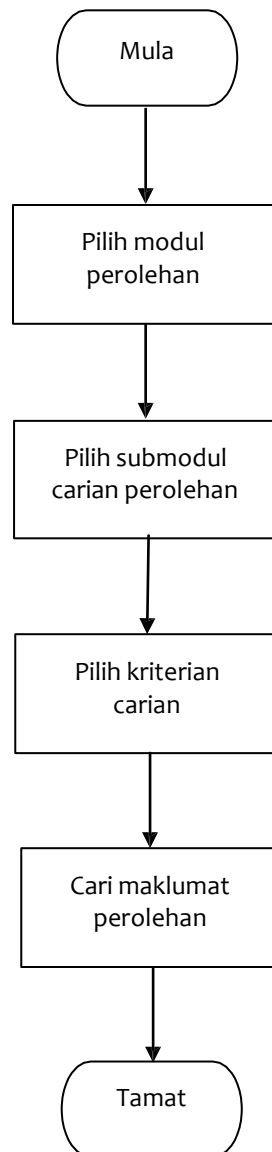 Mula
Pilih modul
perolehan
Pilih submodul
carian perolehan
Pilih kriterian
carian
Cari maklumat
perolehan
Tamat